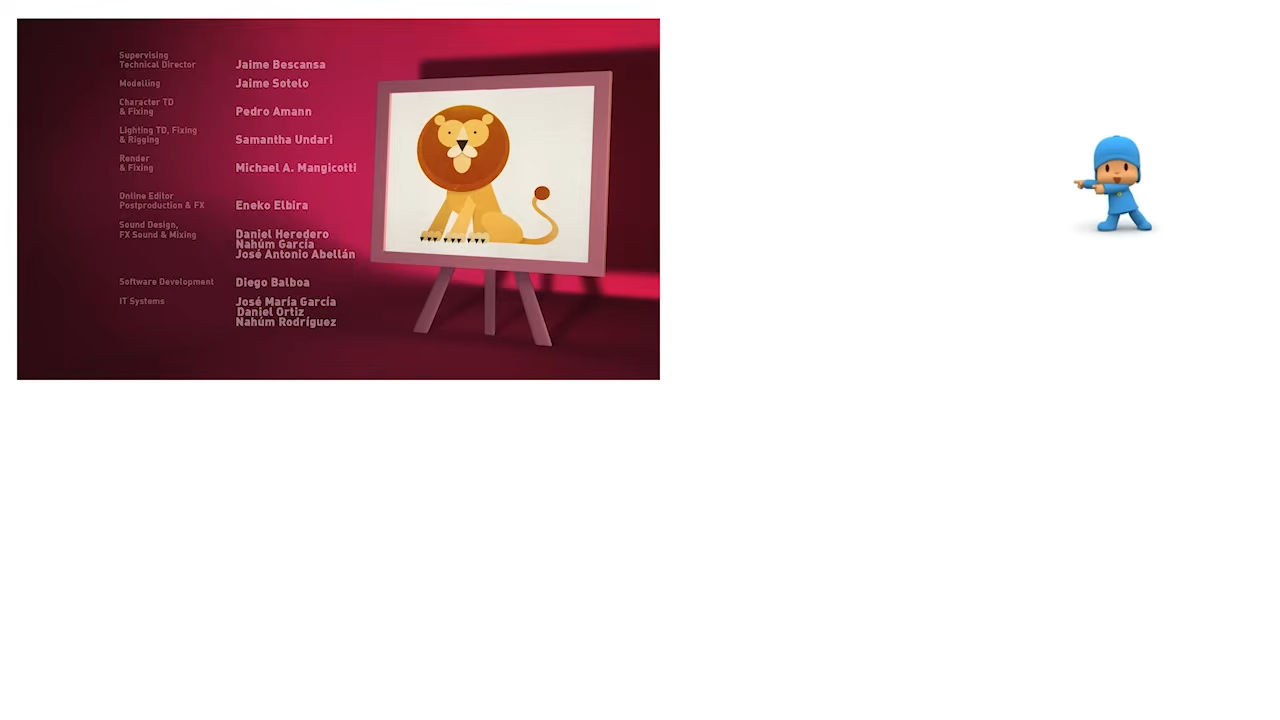 Supervising
Technical Director Jaime Bescansa
Modelling Jaime Sotelo
Character TD
& Fixing Pedro Amann
Lighting TD, Fixing
& Rigging Samantha Undari
Render
& Fixing Michael A. Mangicotti
Online Editor
Postproduction & FX Eneko Elbira
Sound Design,
FX Sound & Mixing Daniel Heredero
Nahúm García
José Antonio Abellán
Software Development Diego Balboa
IT Systems José María García
Daniel Ortiz
Nahúm Rodríguez